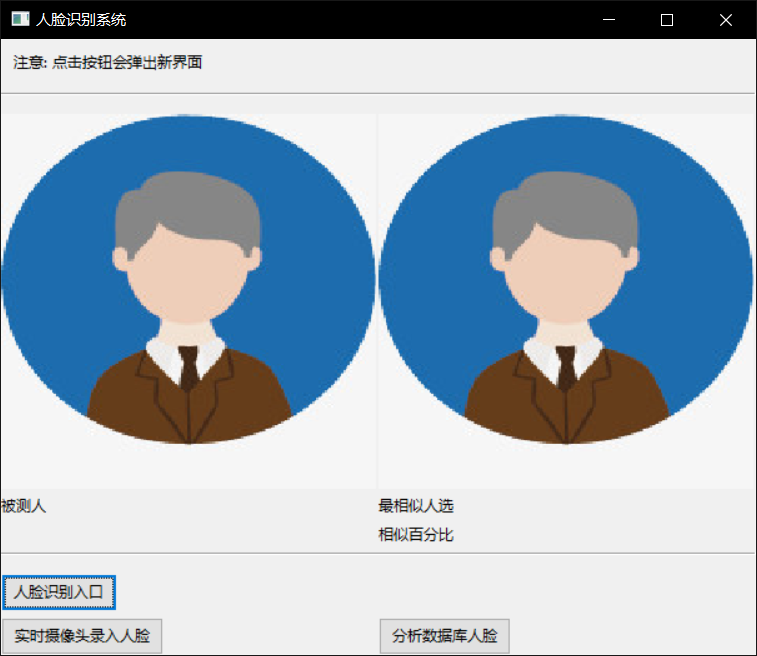 人脸识别系统
注意: 点击按钮会弹出新界面
被测人
最相似人选
相似百分比
人脸识别入口
实时摄像头录入人脸
分析数据库人脸